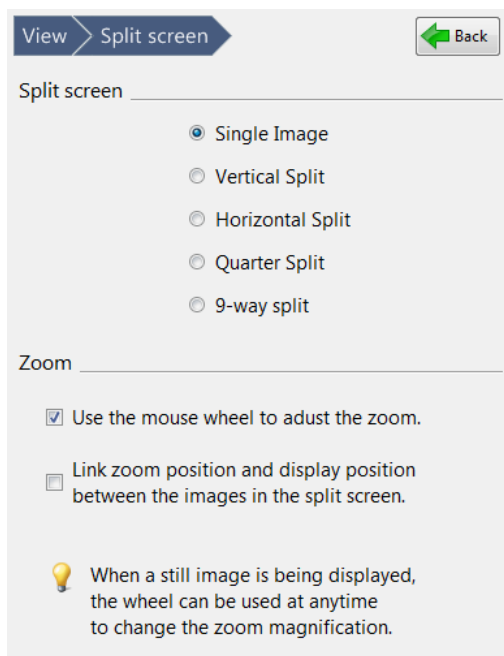 View Split screen Back
Split screen
Single Image
Vertical Split
Horizontal Split
Quarter Split
9-way split
Zoom
Use the mouse wheel to adust the zoom.
Link zoom position and display position
between the images in the split screen.
When a still image is being displayed,
the wheel can be used at anytime
to change the zoom magnification.